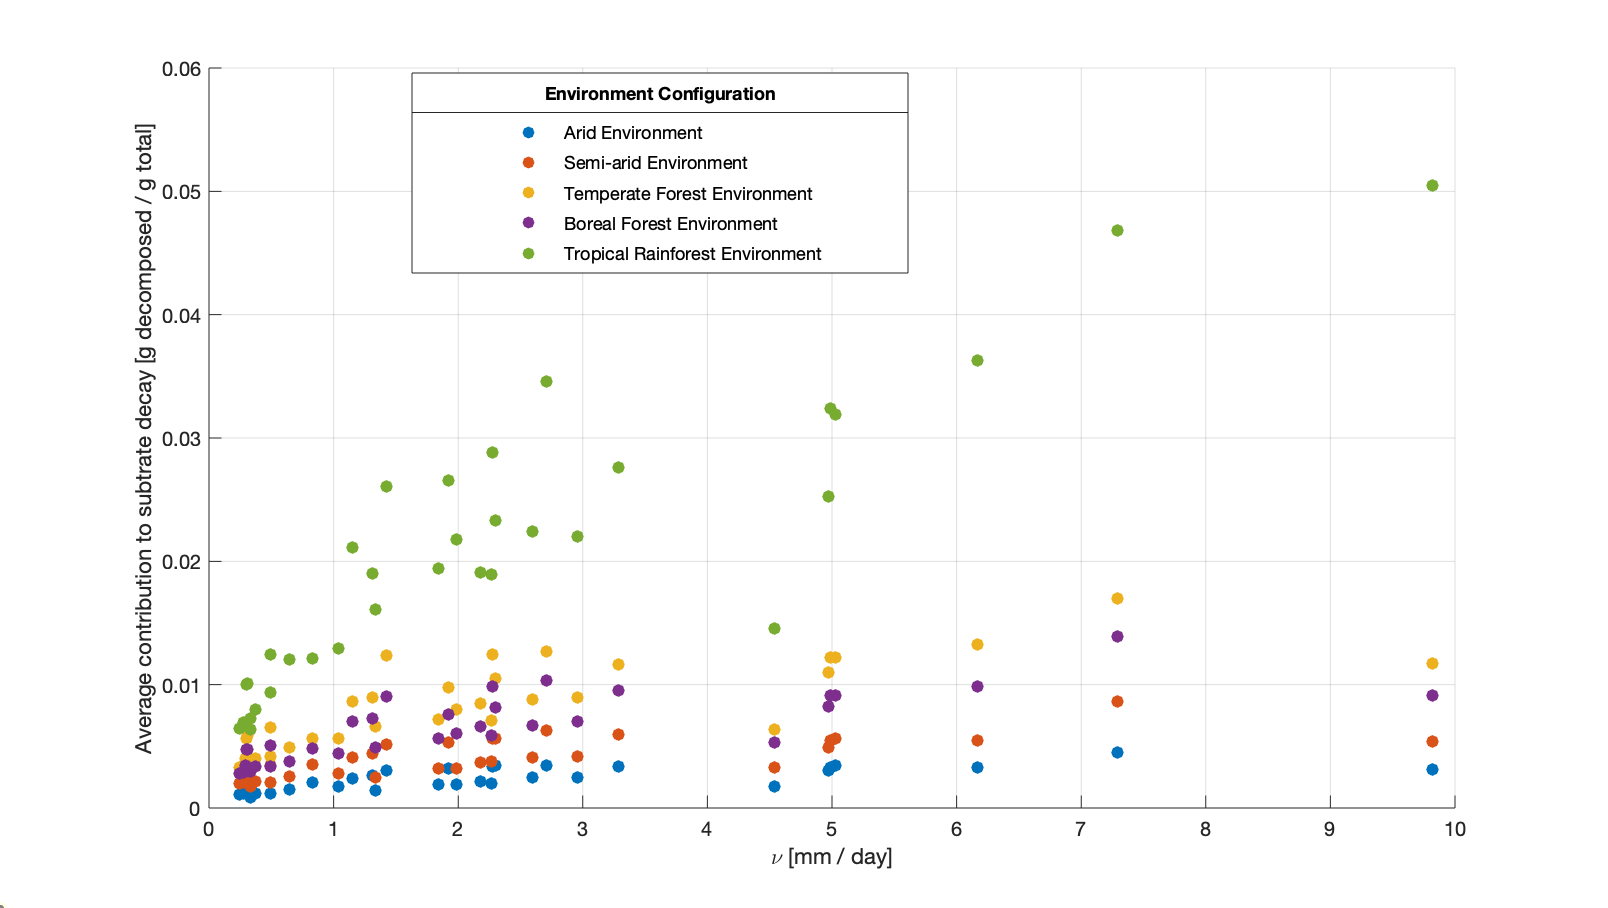 Average contribution to subtrate decay [g decomposed / g total]
0.06
0.05
0.04
0.03
0.02
0.01
0
Environment Configuration
Arid Environment
Semi-arid Environment
Temperate Forest Environment
Boreal Forest Environment
Tropical Rainforest Environment
0 1 2 3 4 5 6 7 8 9 10
ν [mm / day]